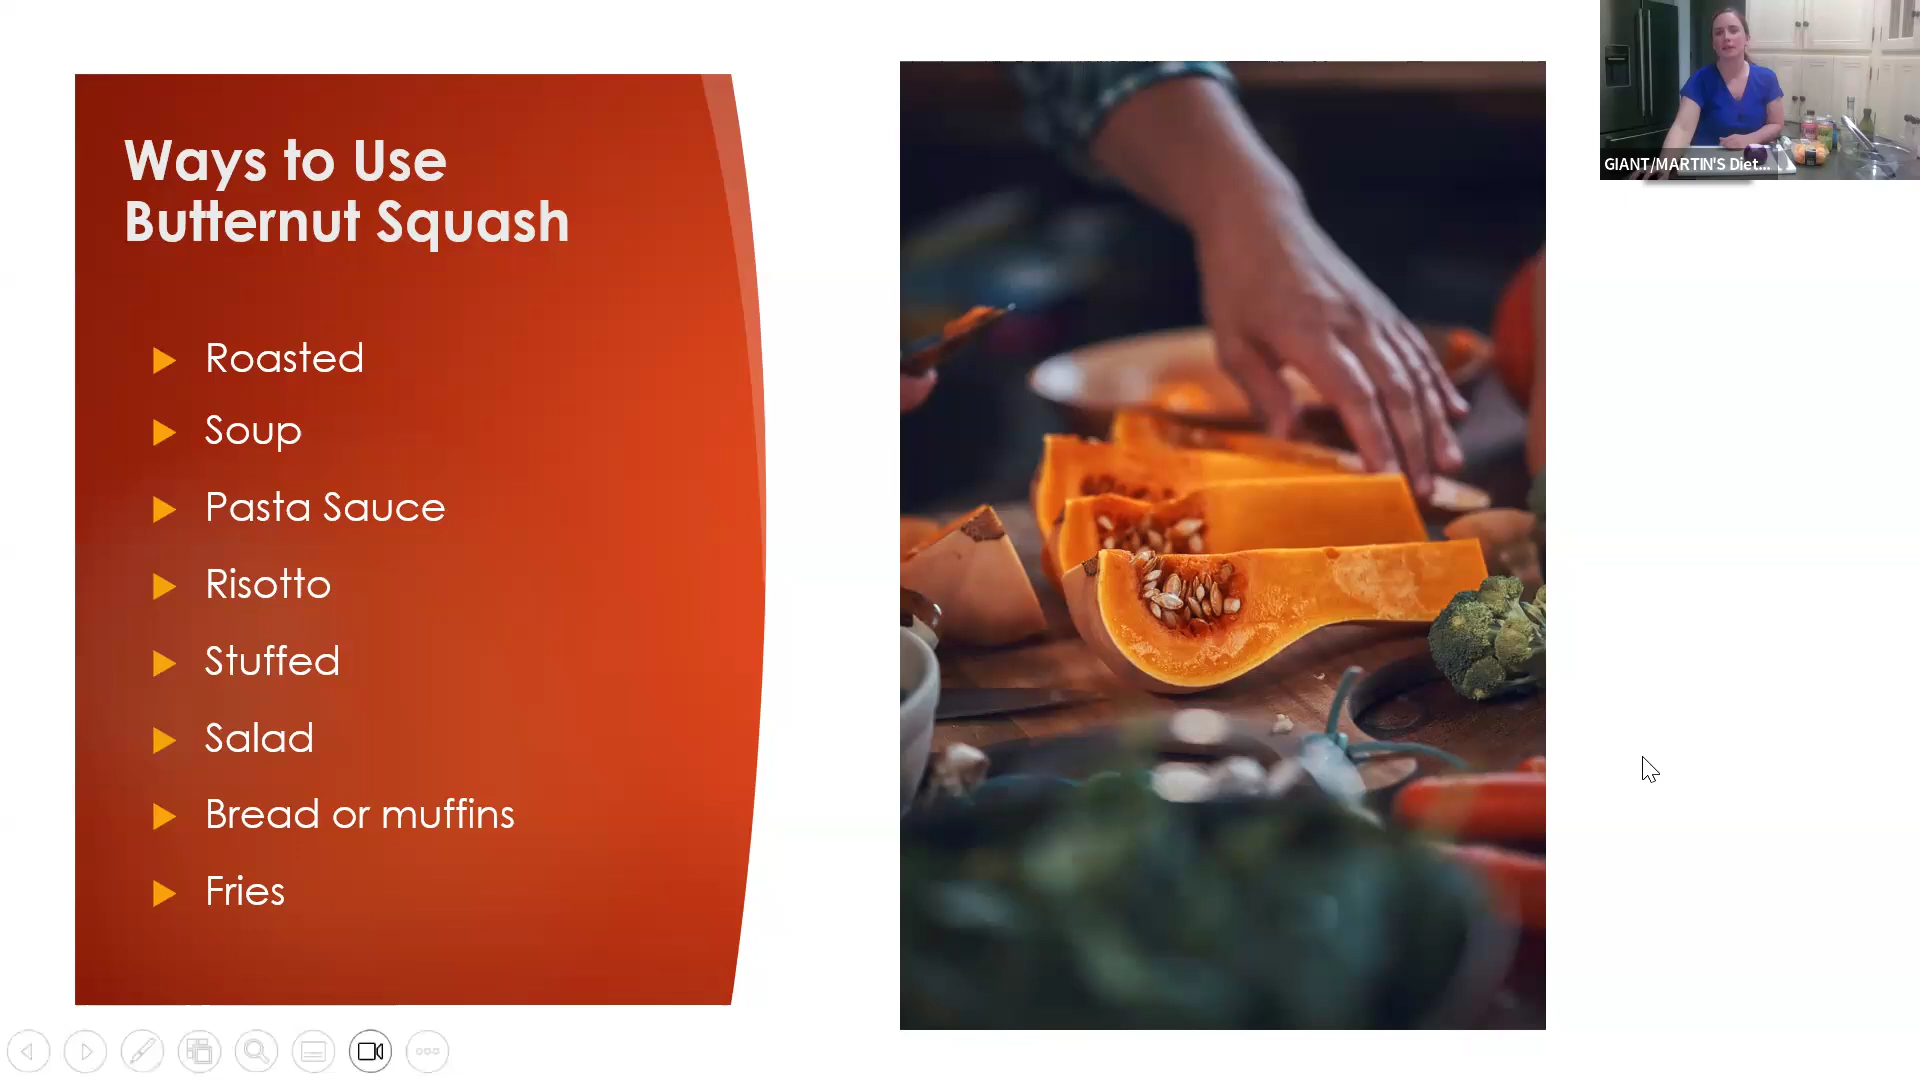 Ways to Use
Butternut Squash
Roasted
Soup
Pasta Sauce
Risotto
Stuffed
Salad
Bread or muffins
Fries
GIANT/MARTIN'S Diet...